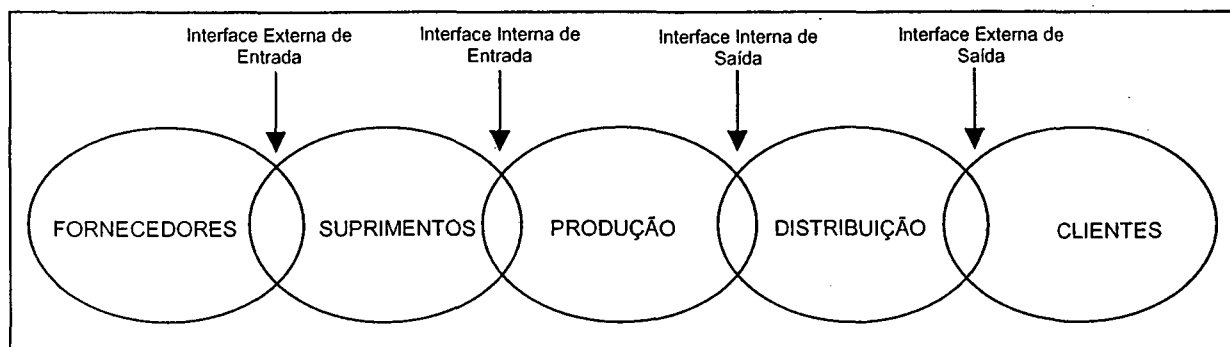 Interface Externa de
Entrada
Interface Interna de
Entrada
Interface Interna de
Saída
Interface Externa de
Saída
FORNECEDORES
SUPRIMENTOS
PRODUÇÃO
DISTRIBUIÇÃO
CLIENTES